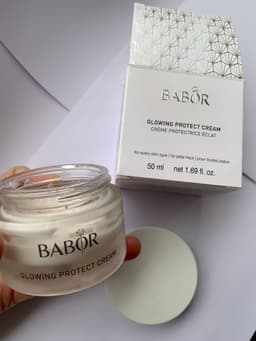 BABOR
GLOWING PROTECT CREAM
CRÈME PROTECTRICE ÉCLAT
for every skin type | für jede Haut | pour toutes peaux
50 ml net 1.69 fl. oz.
BABOR
GLOWING PROTECT CREAM